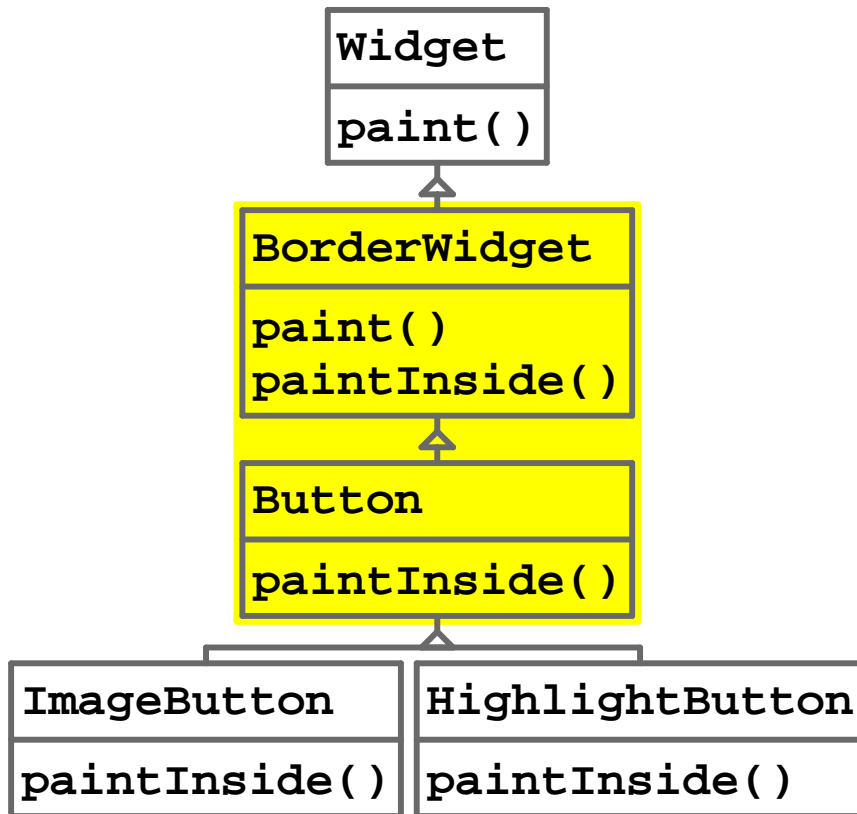 Widget
paint()
BorderWidget
paint()
paintInside()
Button
paintInside()
ImageButton
paintInside()
HighlightButton
paintInside()